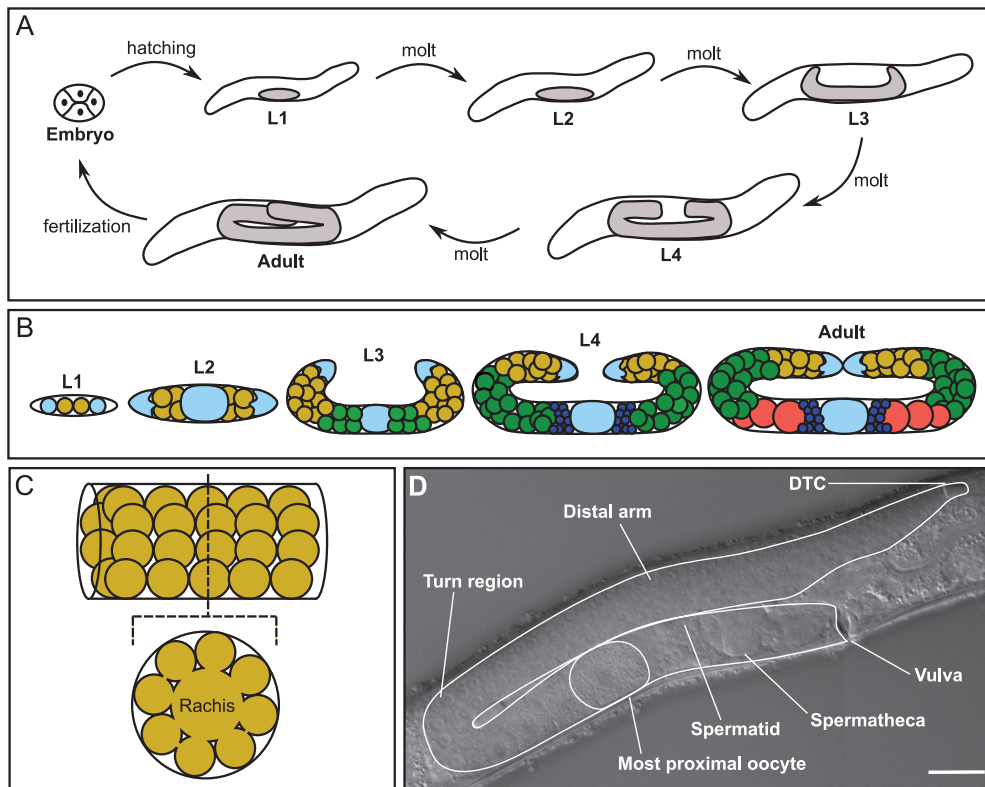 A
hatching
molt
molt
L1
L2
L3
Embryo
molt
fertilization
Adult
molt
L4
B
L1
L2
L3
L4
Adult
C
Rachis
D
DTC
Distal arm
Turn region
Vulva
Spermatid
Spermatheca
Most proximal oocyte